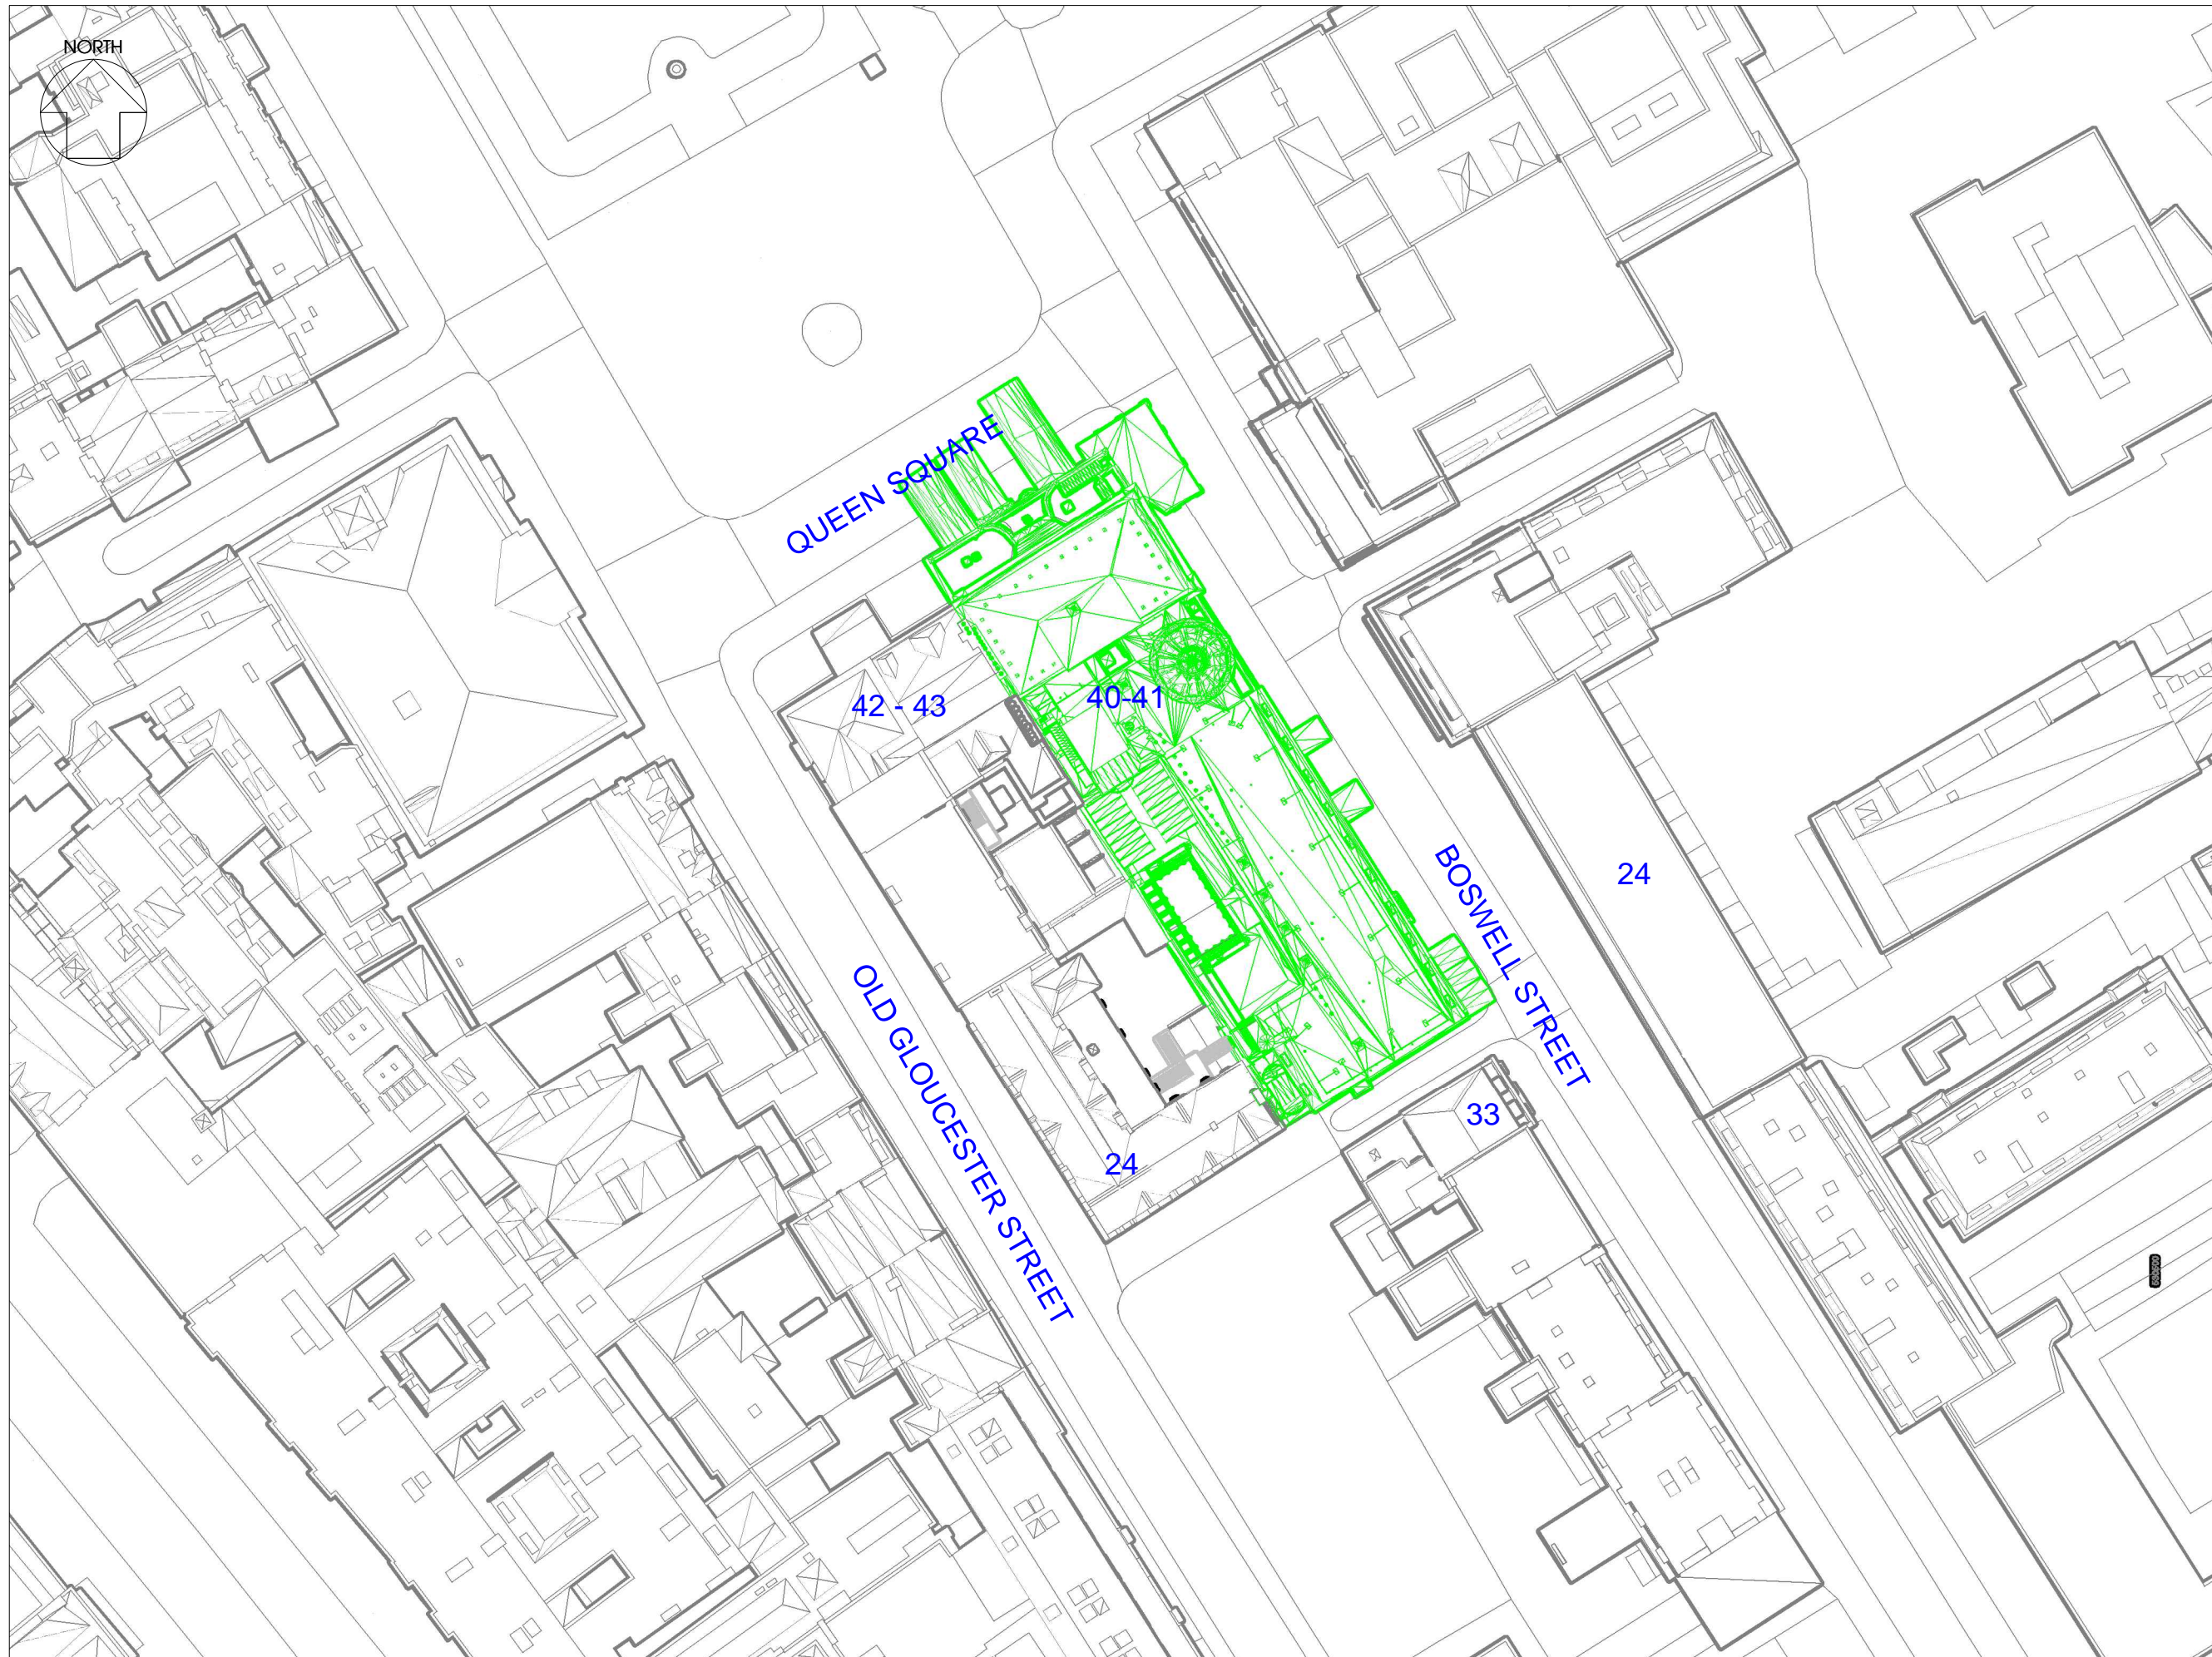 NORTH
QUEEN SQUARE
42 - 43
40-41
24
BOSWELL STREET
OLD GLOUCESTER STREET
33
24